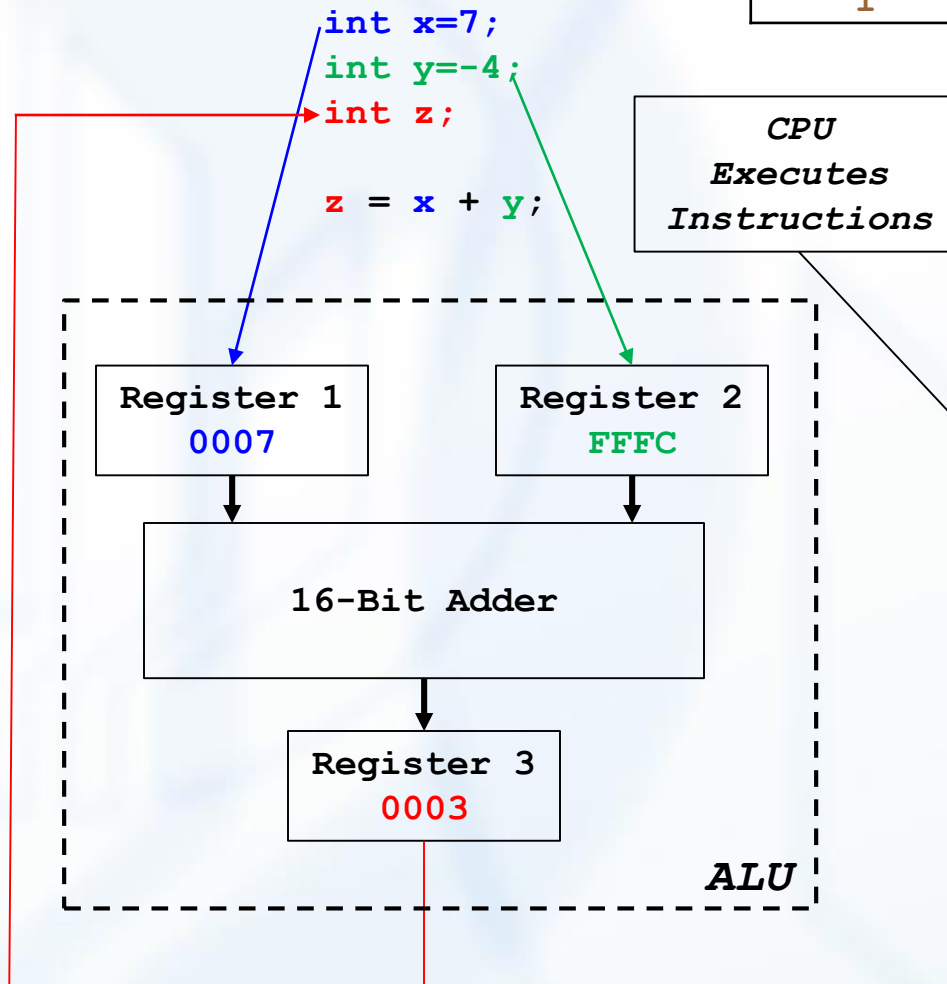 int x=7;
int y=-4;
int z;
z = x + y;
CPU
Executes
Instructions
Register 1
0007
Register 2
FFFC
16-Bit Adder
Register 3
0003
ALU